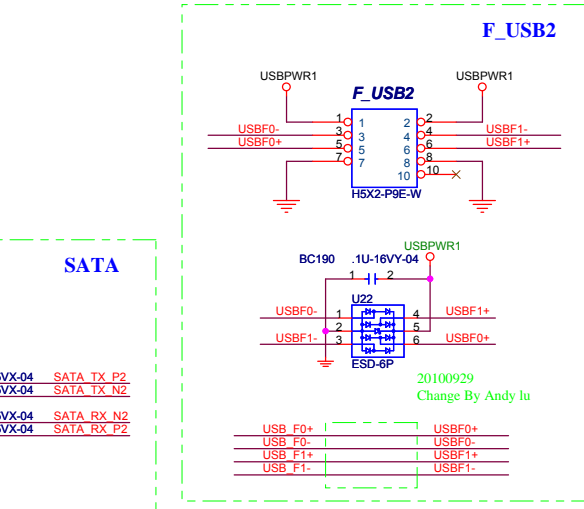 F_USB2
USBPWR1 USBPWR1
F_USB2
1 1 2 2
USBF0- 3 3 4 4 USBF1-
USBF0+ 5 5 6 6 USBF1+
7 7 8 8
10 10
H5X2-P9E-W
USBPWR1
BC190 .1U-16VY-04
1 2
SATA
U22
USBF0- 1 4 USBF1+
2 5
USBF1- 3 6 USBF0+
ESD-6P
20100929
Change By Andy lu
VX-04 SATA_TX_P2
VX-04 SATA_TX_N2
VX-04 SATA_RX_N2
VX-04 SATA_RX_P2
USB_F0+ USBF0+
USB_F0- USBF0-
USB_F1+ USBF1+
USB_F1- USBF1-